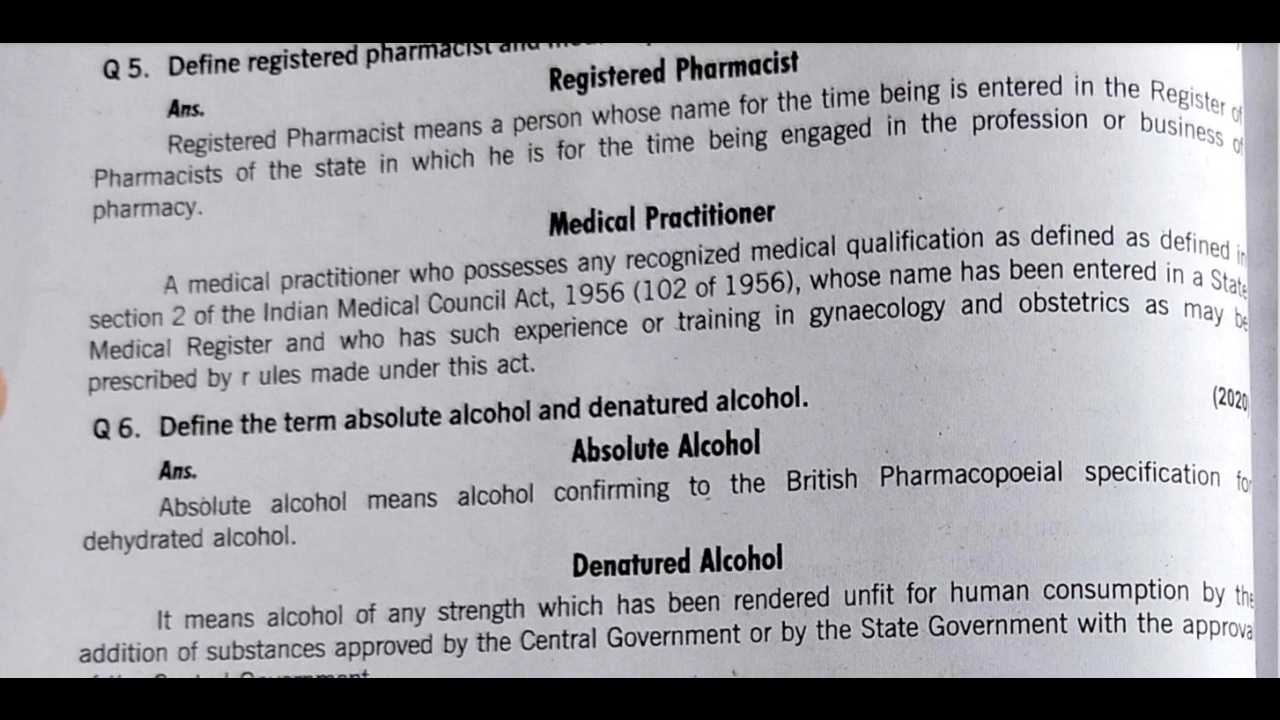 Q 5. Define registered pharmacist and
Registered Pharmacist
Ans.
Registered Pharmacist means a person whose name for the time being is entered in the Register of
Pharmacists of the state in which he is for the time being engaged in the profession or business of
pharmacy.
Medical Practitioner
A medical practitioner who possesses any recognized medical qualification as defined as defined in
section 2 of the Indian Medical Council Act, 1956 (102 of 1956), whose name has been entered in a State
Medical Register and who has such experience or training in gynaecology and obstetrics as may be
prescribed by r ules made under this act.
Q 6. Define the term absolute alcohol and denatured alcohol.
(2020
Absolute Alcohol
Ans.
Absolute alcohol means alcohol confirming to the British Pharmacopoeial specification for
dehydrated alcohol.
Denatured Alcohol
It means alcohol of any strength which has been rendered unfit for human consumption by the
addition of substances approved by the Central Government or by the State Government with the approva